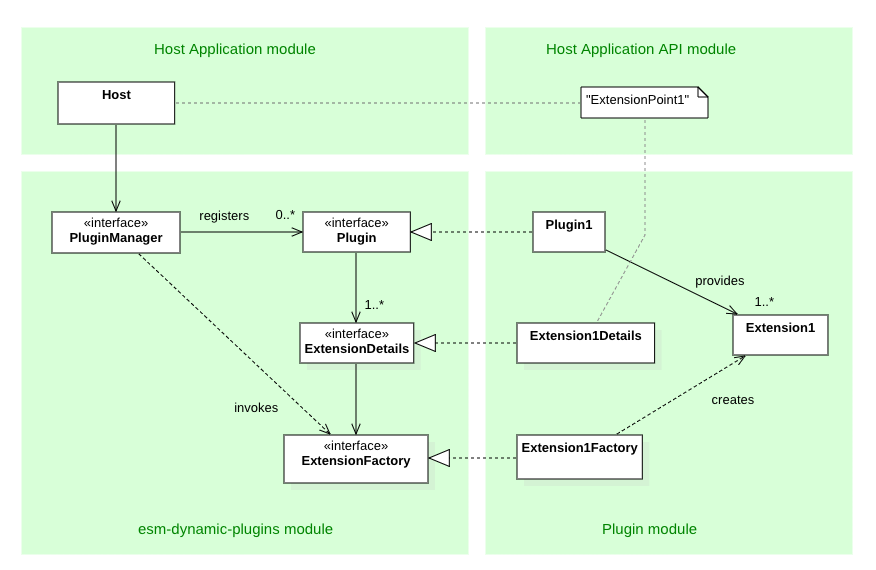 Host Application module
Host Application API module
Host
"ExtensionPoint1"
«interface»
PluginManager
registers
0..*
«interface»
Plugin
Plugin1
provides
1..*
1..*
Extension1
«interface»
ExtensionDetails
Extension1Details
invokes
creates
«interface»
ExtensionFactory
Extension1Factory
esm-dynamic-plugins module
Plugin module